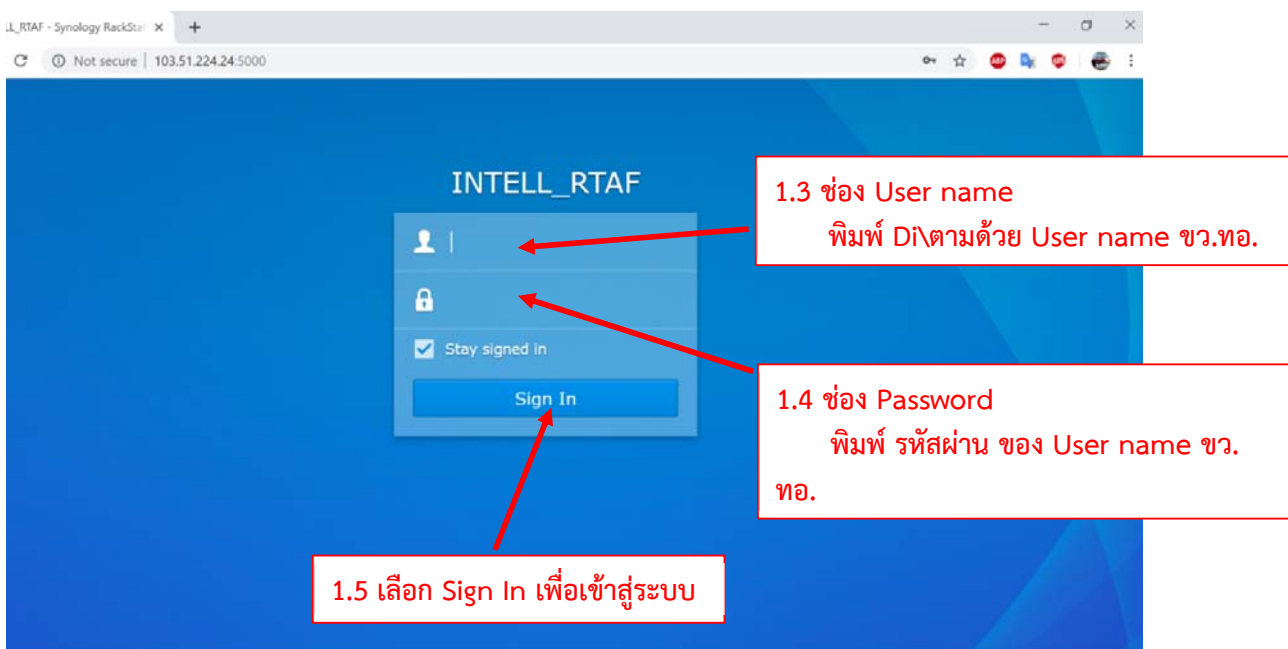 LL_RTAF - Synology RackSta
Not secure | 103.51.224.24:5000
ABP
INTELL_RTAF
1.3 ช่อง User name
พิมพ์ Di\ตามด้วย User name ขว.ทอ.
Stay signed in
Sign In
1.4 ช่อง Password
พิมพ์ รหัสผ่าน ของ User name ขว.
ทอ.
1.5 เลือก Sign In เพื่อเข้าสู่ระบบ